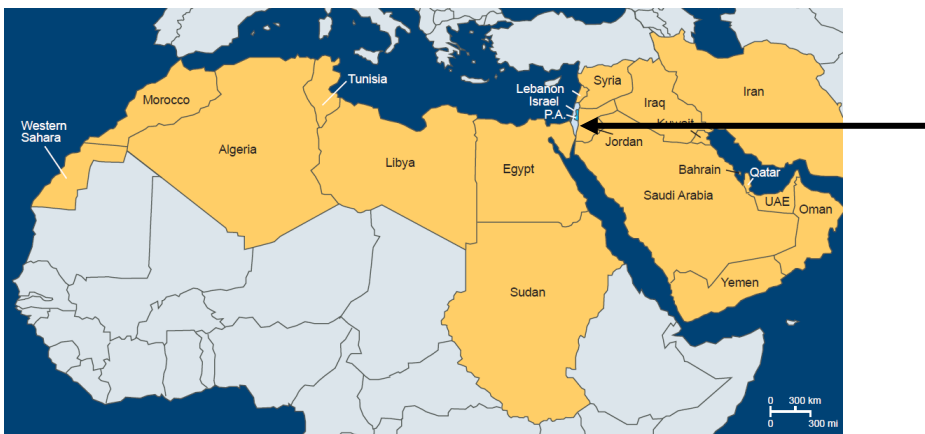 Tunisia
Morocco
Western
Sahara
Algeria
Libya
Egypt
Sudan
Lebanon
Israel
P.A.
Syria
Iraq
Iran
Jordan
Kuwait
Bahrain
Qatar
Saudi Arabia
UAE
Oman
Yemen
0 300 km
0 300 mi